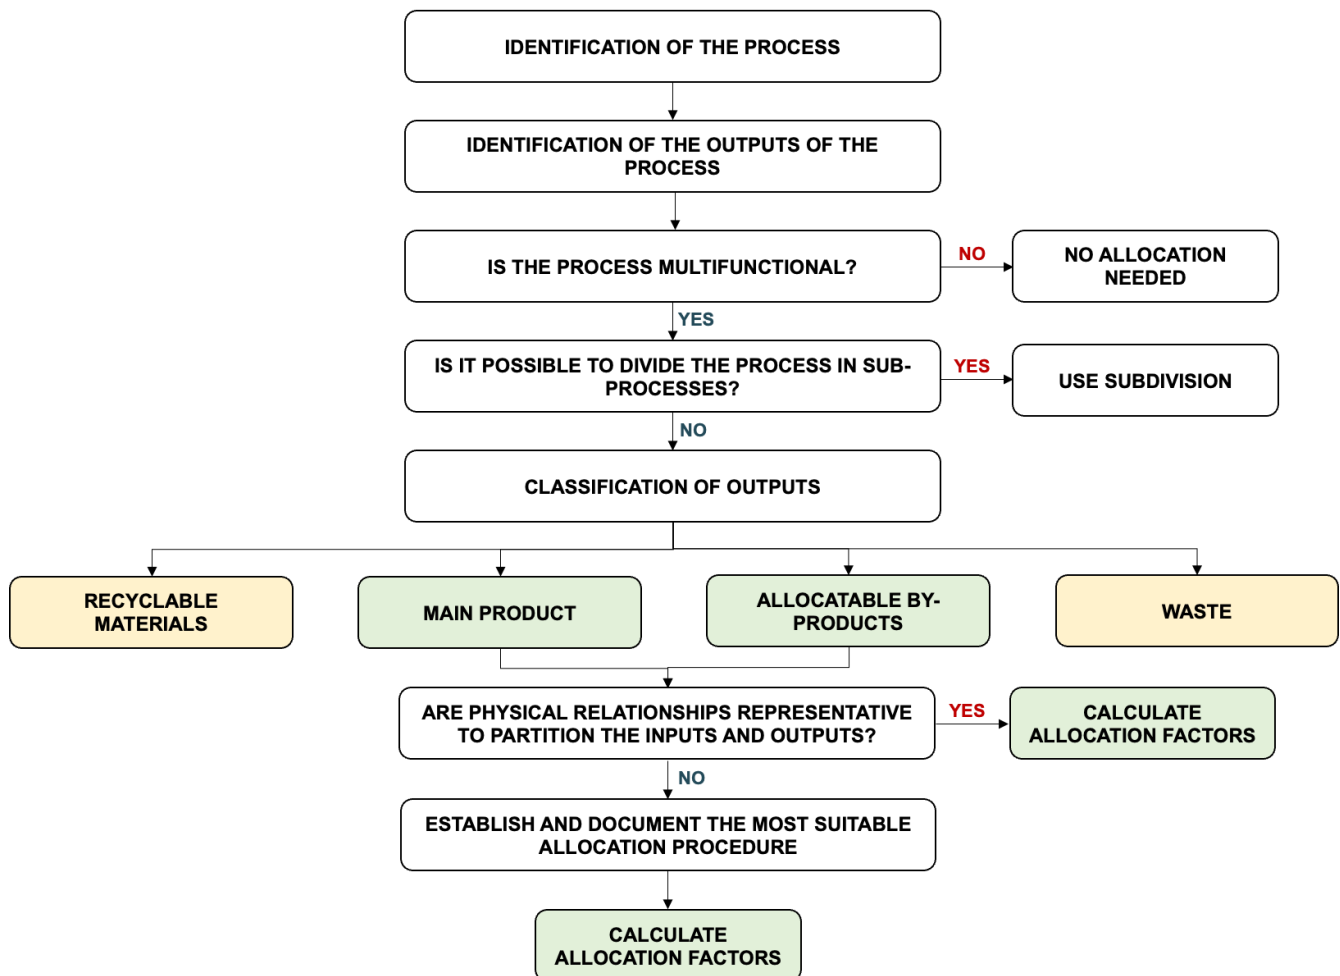 IDENTIFICATION OF THE PROCESS
IDENTIFICATION OF THE OUTPUTS OF THE
PROCESS
IS THE PROCESS MULTIFUNCTIONAL?
NO
NO ALLOCATION
NEEDED
YES
IS IT POSSIBLE TO DIVIDE THE PROCESS IN SUB-
PROCESSES?
YES
USE SUBDIVISION
NO
CLASSIFICATION OF OUTPUTS
RECYCLABLE
MATERIALS
MAIN PRODUCT
ALLOCATABLE BY-
PRODUCTS
WASTE
ARE PHYSICAL RELATIONSHIPS REPRESENTATIVE
TO PARTITION THE INPUTS AND OUTPUTS?
YES
CALCULATE
ALLOCATION FACTORS
NO
ESTABLISH AND DOCUMENT THE MOST SUITABLE
ALLOCATION PROCEDURE
CALCULATE
ALLOCATION FACTORS